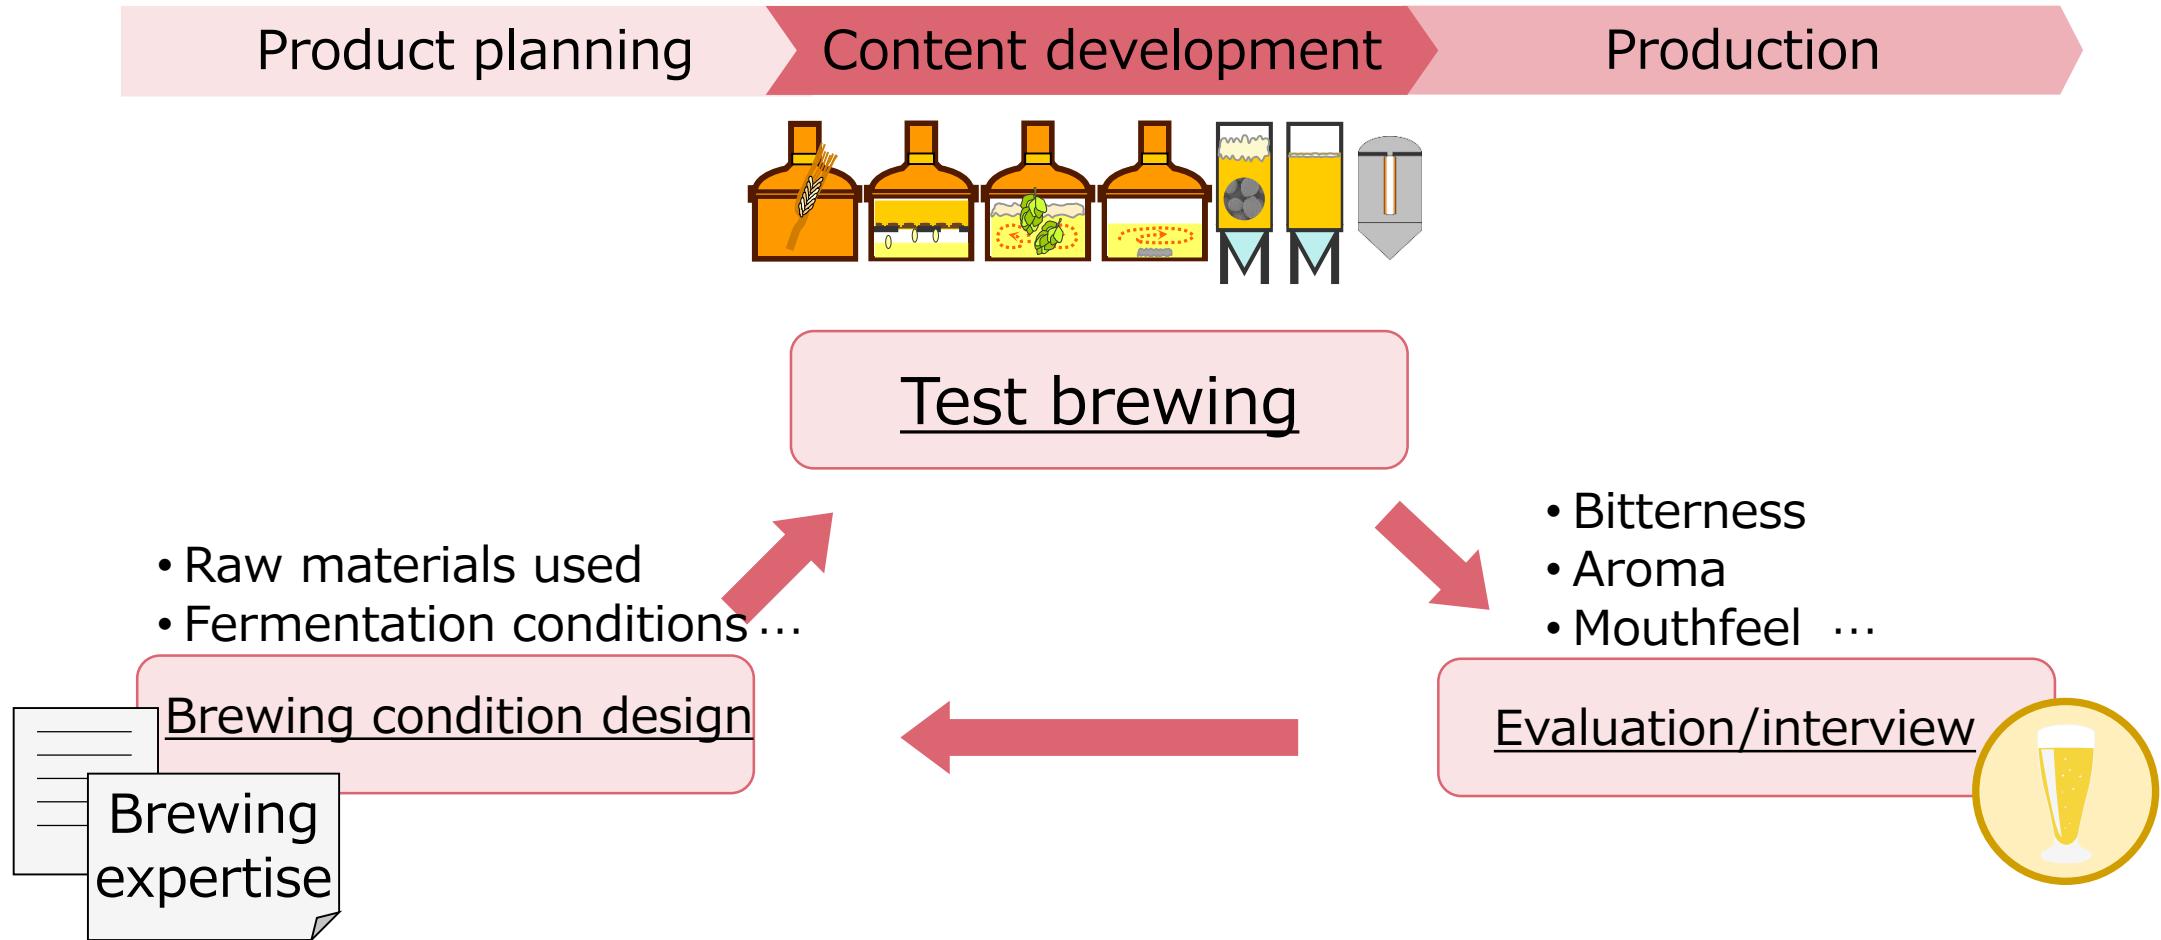 Product planning
Content development
Production
Test brewing
• Raw materials used
• Fermentation conditions …
• Bitterness
• Aroma
• Mouthfeel …
Brewing condition design
Evaluation/interview
Brewing
expertise